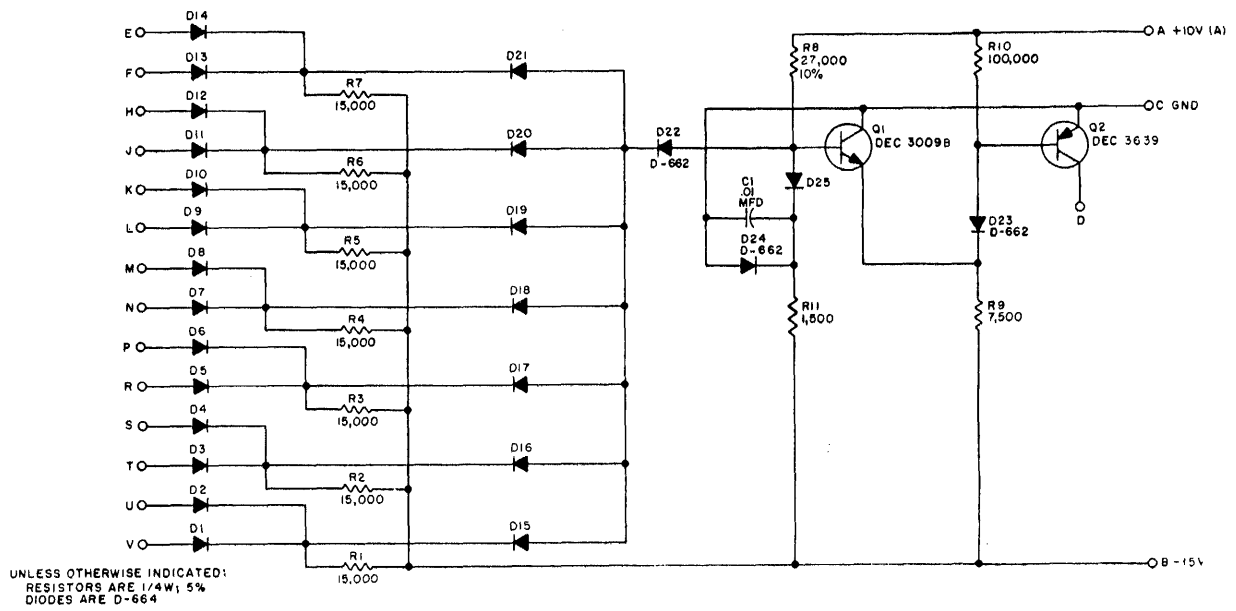 D14
E
D13
F
D21
R7
15,000
D12
H
D11
J
D20
R6
15,000
D10
K
D9
L
D19
R5
15,000
D8
M
D7
N
D18
R4
15,000
D6
P
D5
R
D17
R3
15,000
D4
S
D3
T
D16
R2
15,000
D2
U
D1
V
D15
R1
15,000
D22
D-662
R8
27,000
10%
R10
100,000
A +10V (A)
C GND
Q1
DEC 3009B
Q2
DEC 3639
D25
C1
.01
MFD
D24
D-662
D23
D-662
D
R11
1,500
R9
7,500
B -15V
UNLESS OTHERWISE INDICATED:
RESISTORS ARE 1/4W; 5%
DIODES ARE D-664